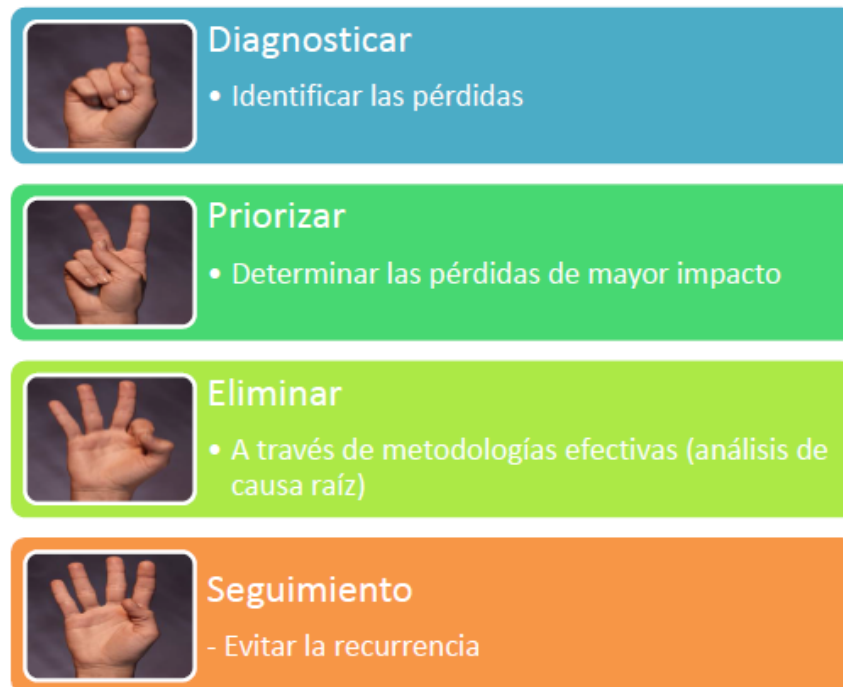 Diagnosticar
• Identificar las pérdidas
Priorizar
• Determinar las pérdidas de mayor impacto
Eliminar
• A través de metodologías efectivas (análisis de
causa raíz)
Seguimiento
- Evitar la recurrencia